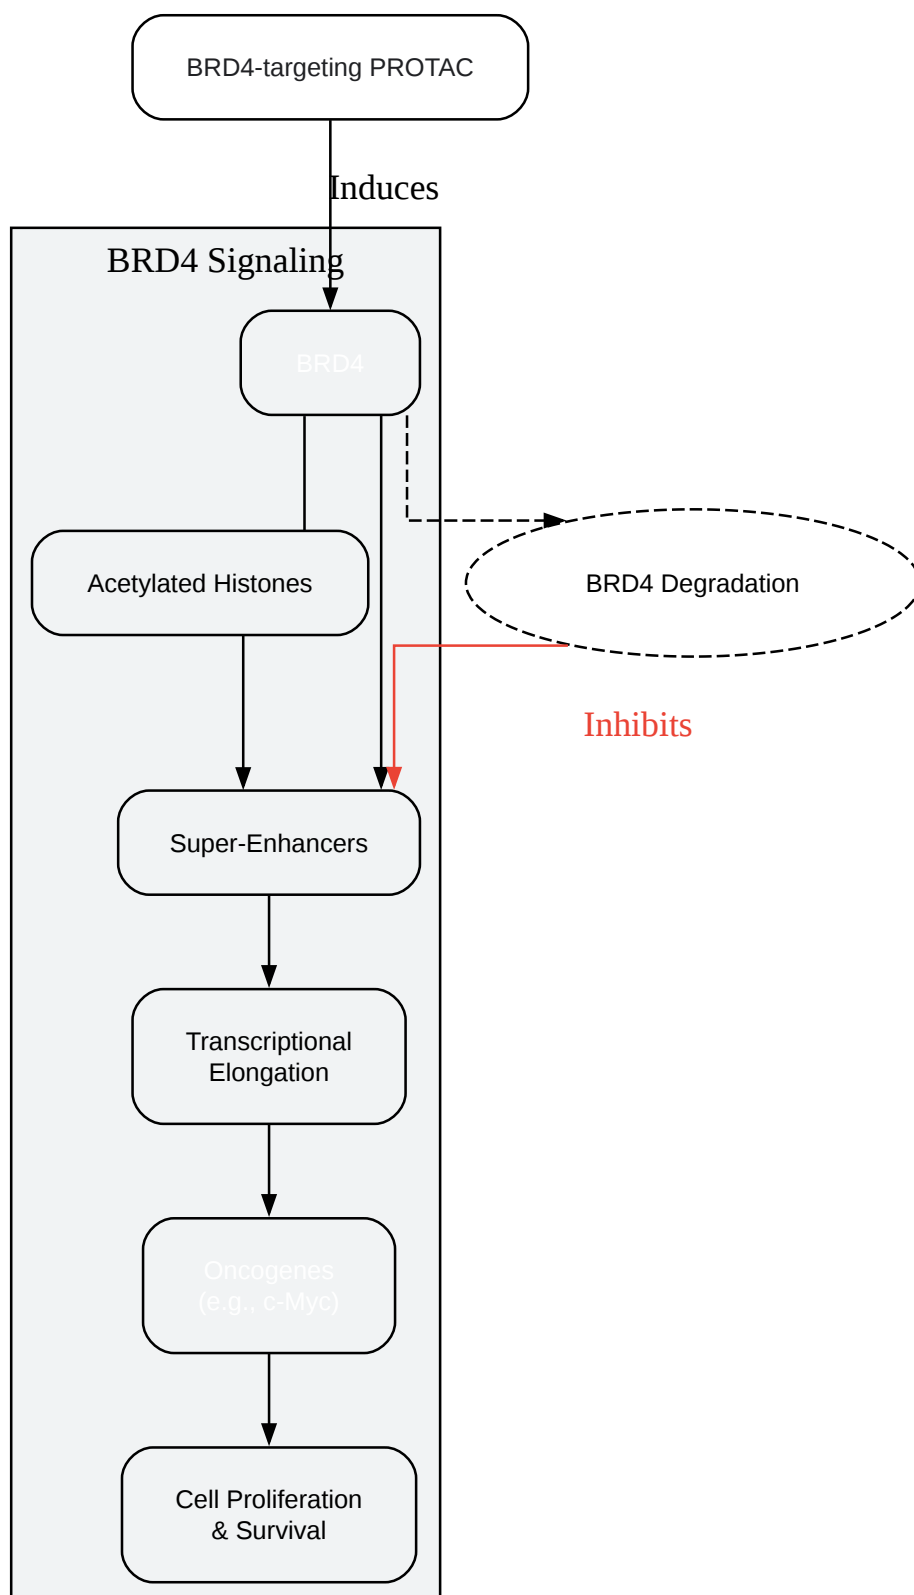 BRD4-targeting PROTAC
Induces
BRD4 Signaling
BRD4
Acetylated Histones
BRD4 Degradation
Inhibits
Super-Enhancers
Transcriptional
Elongation
Oncogenes
(e.g., c-Myc)
Cell Proliferation
& Survival